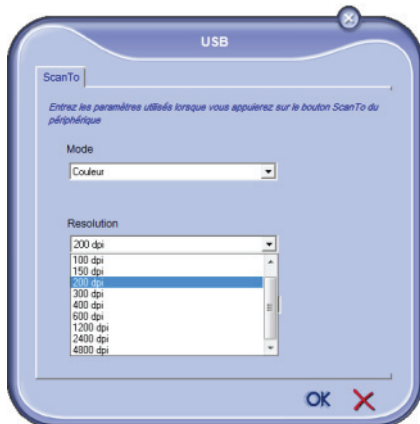 USB
ScanTo
Entrez les paramètres utilisés lorsque vous appuierez sur le bouton ScanTo du
périphérique
Mode
Couleur
Resolution
200 dpi
100 dpi
150 dpi
200 dpi
300 dpi
400 dpi
600 dpi
1200 dpi
2400 dpi
4800 dpi
OK